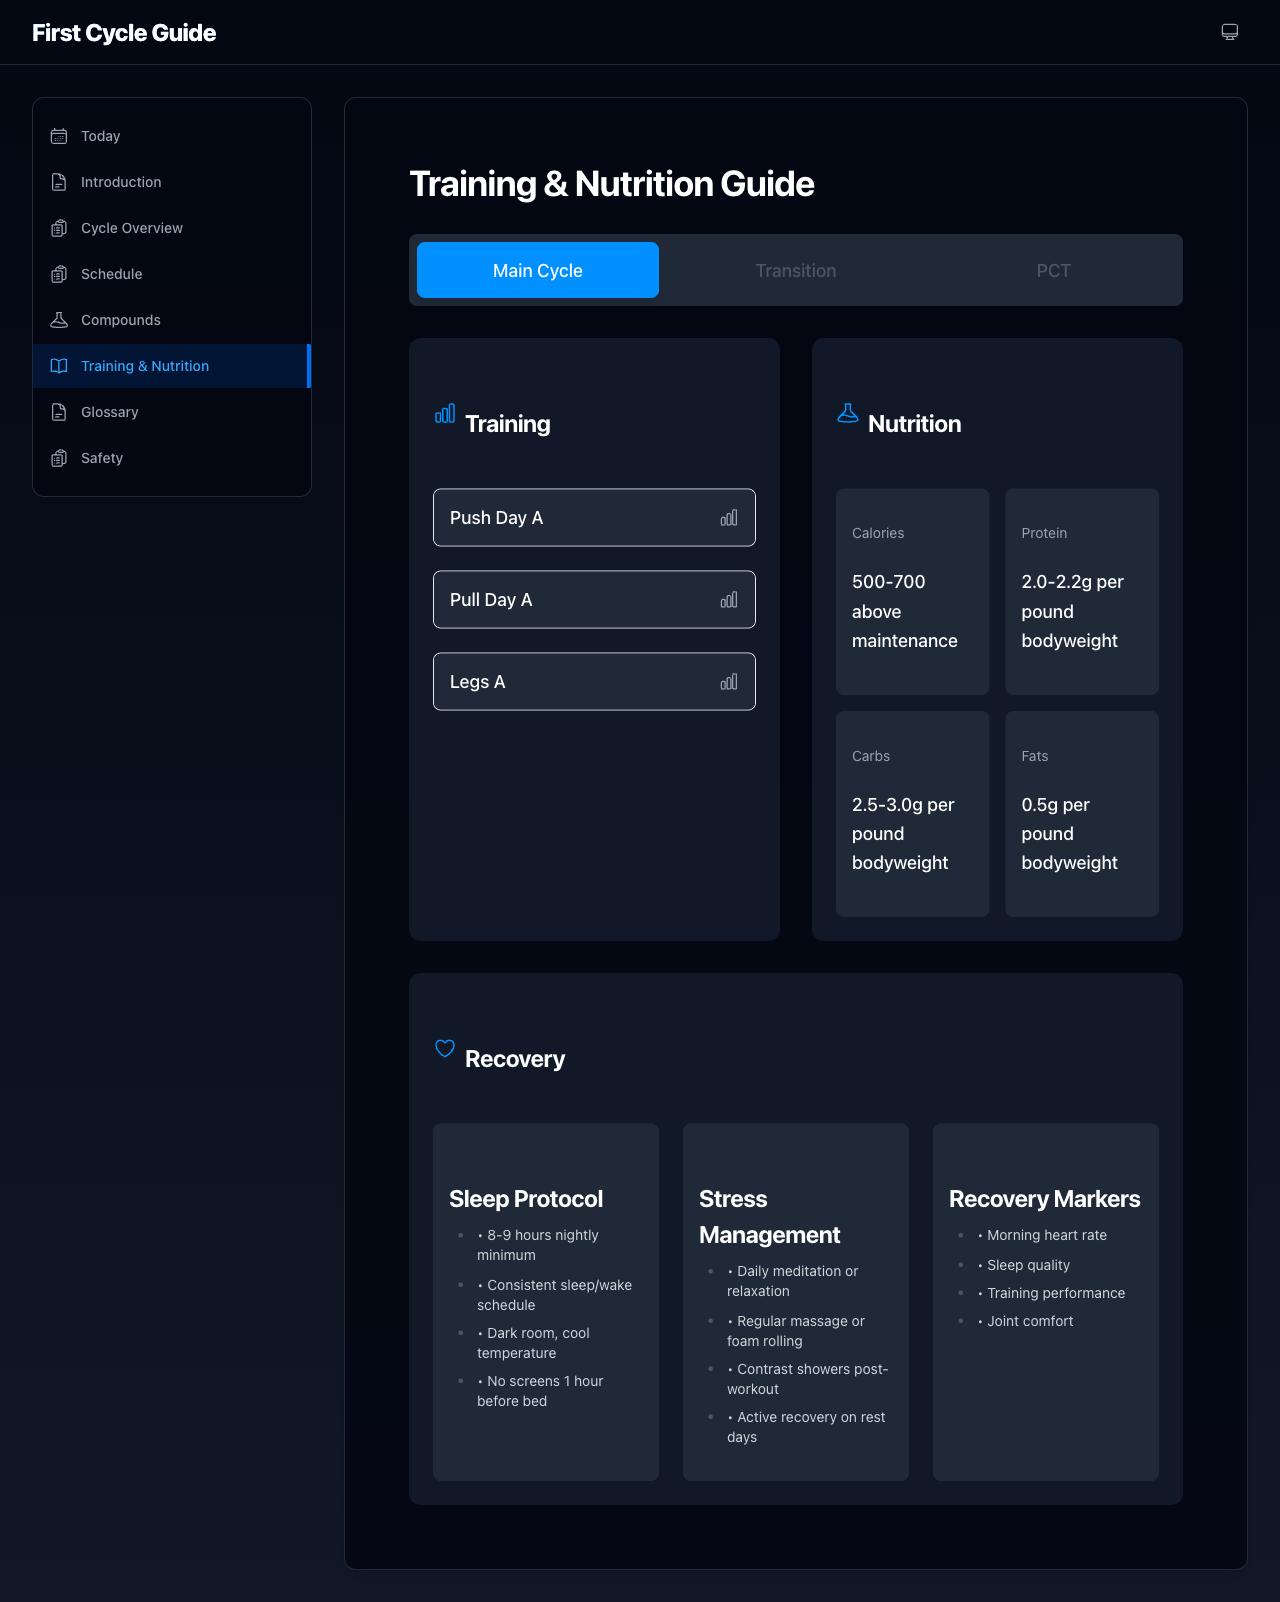 First Cycle Guide
Today
Introduction
Cycle Overview
Schedule
Compounds
Training & Nutrition
Glossary
Safety
Training & Nutrition Guide
Main Cycle
Transition
PCT
Training
Push Day A
Pull Day A
Legs A
Nutrition
Calories
500-700
above
maintenance
Protein
2.0-2.2g per
pound
bodyweight
Carbs
2.5-3.0g per
pound
bodyweight
Fats
0.5g per
pound
bodyweight
Recovery
Sleep Protocol
• 8-9 hours nightly
minimum
• Consistent sleep/wake
schedule
• Dark room, cool
temperature
• No screens 1 hour
before bed
Stress
Management
• Daily meditation or
relaxation
• Regular massage or
foam rolling
• Contrast showers post-
workout
• Active recovery on rest
days
Recovery Markers
• Morning heart rate
• Sleep quality
• Training performance
• Joint comfort